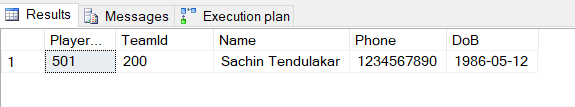 Results Messages Execution plan
Player... TeamId Name Phone DoB
1 501 200 Sachin Tendulakar 1234567890 1986-05-12